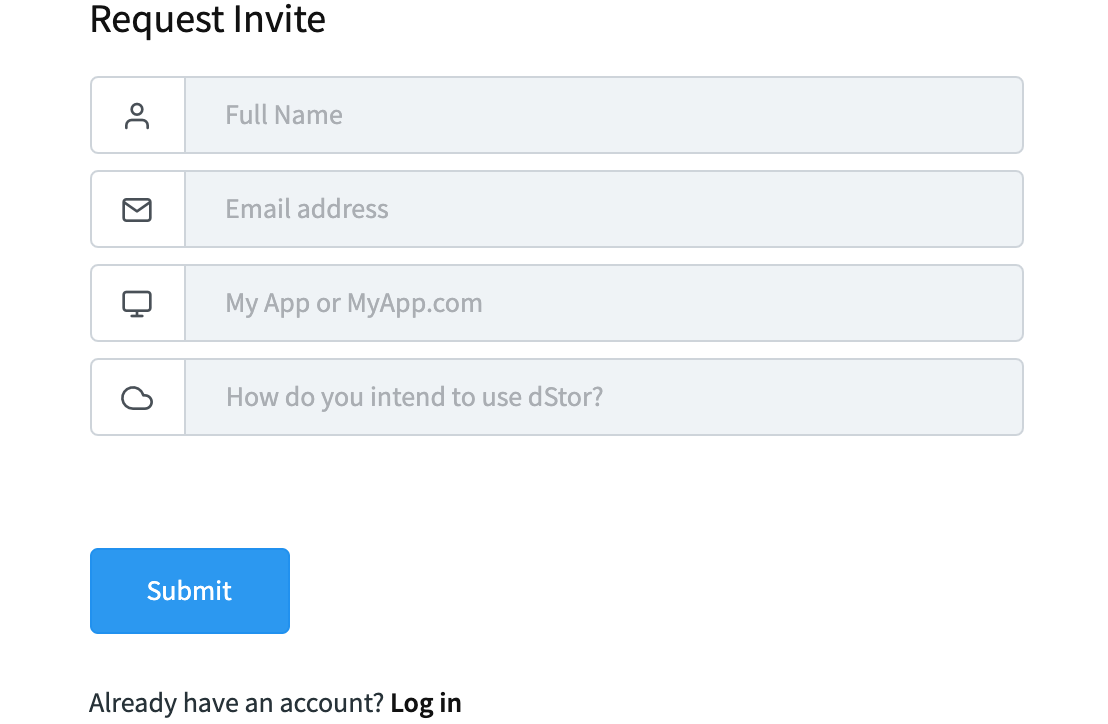 Request Invite
Full Name
Email address
My App or MyApp.com
How do you intend to use dStor?
Submit
Already have an account? Log in